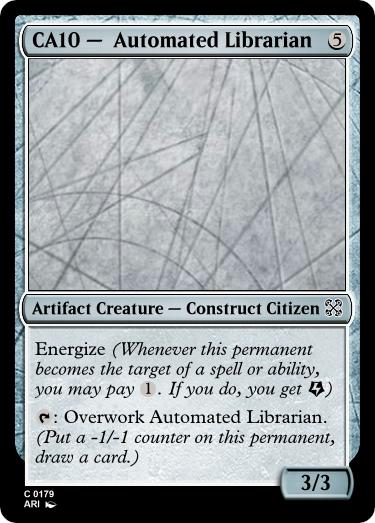 CA10 — Automated Librarian 5
Artifact Creature — Construct Citizen
Energize (Whenever this permanent
becomes the target of a spell or ability,
you may pay 1. If you do, you get )
: Overwork Automated Librarian.
(Put a -1/-1 counter on this permanent,
draw a card.)
3/3
C 0179
ARI